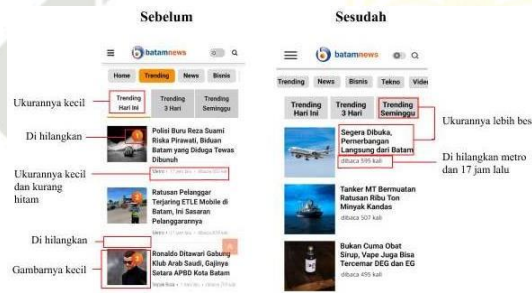 Sebelum
batamnews
Home Trending News Bisnis
Trending Hari Ini
Trending 3 Hari
Trending Seminggu
Polisi Buru Reza Suami
Riska Pirawati, Biduan
Batam yang Diduga Tewas
Dibunuh
Ratusan Pelanggar
Terjaring ETLE Mobile di
Batam, Ini Sasaran
Pelanggarannya
Ronaldo Ditawari Gabung
Klub Arab Saudi, Gajinya
Setara APBD Kota Batam
Ukurannya kecil
Di hilangkan
Ukurannya kecil
dan kurang
hitam
Di hilangkan
Gambarnya kecil
Sesudah
batamnews
Trending News Bisnis Tekno Video
Trending Hari Ini
Trending 3 Hari
Trending Seminggu
Segera Dibuka,
Pernerbangan
Langsung dari Batam
dibaca 595 kali
Tanker MT Bermuatan
Ratusan Ribu Ton
Minyak Kandas
dibaca 507 kali
Bukan Cuma Obat
Sirup, Vape Juga Bisa
Tercemar DEG dan EG
dibaca 495 kali
Ukurannya lebih bes
Di hilangkan metro
dan 17 jam lalu